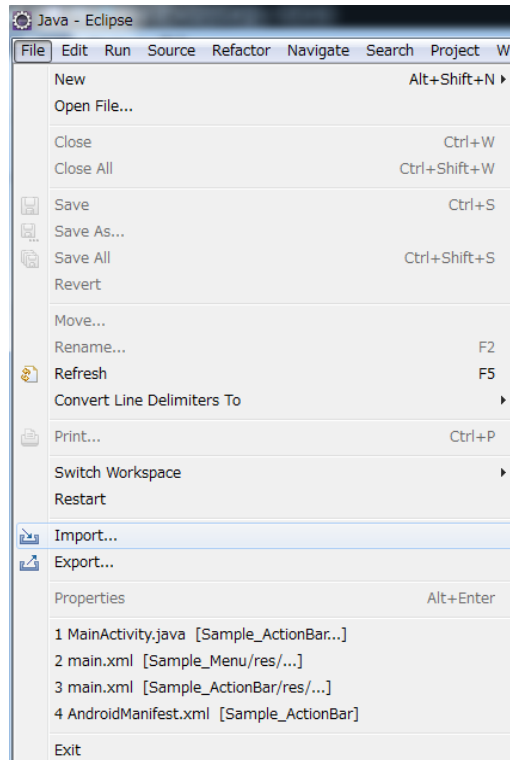 Java - Eclipse
File Edit Run Source Refactor Navigate Search Project W
New Alt+Shift+N
Open File...
Close Ctrl+W
Close All Ctrl+Shift+W
Save Ctrl+S
Save As...
Save All Ctrl+Shift+S
Revert
Move...
Rename... F2
Refresh F5
Convert Line Delimiters To
Print... Ctrl+P
Switch Workspace
Restart
Import...
Export...
Properties Alt+Enter
1 MainActivity.java [Sample_ActionBar...]
2 main.xml [Sample_Menu/res/...]
3 main.xml [Sample_ActionBar/res/...]
4 AndroidManifest.xml [Sample_ActionBar]
Exit